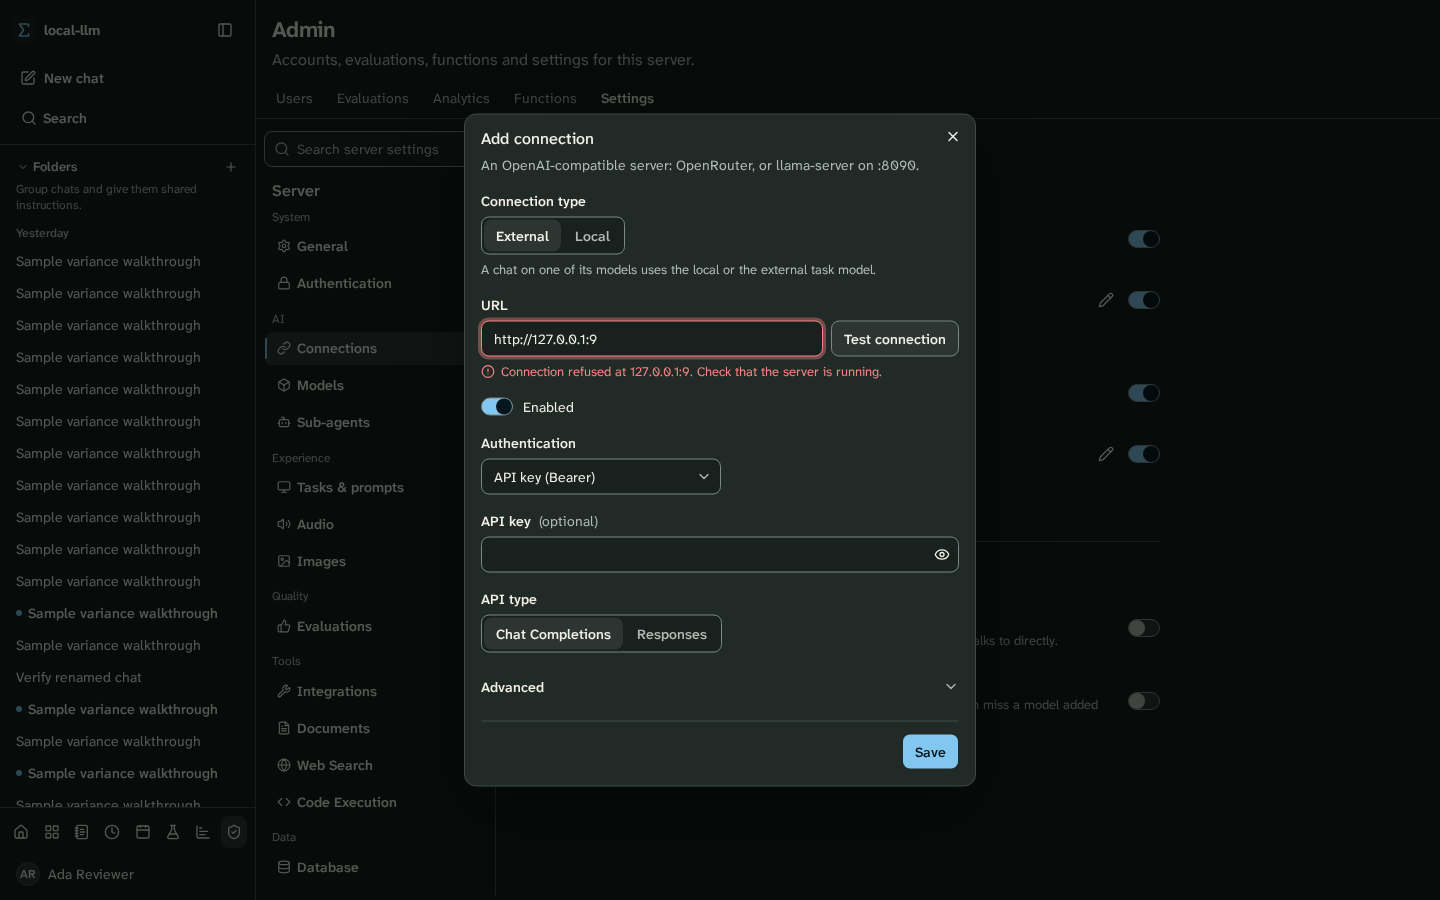 local-llm
New chat
Search
Folders
Group chats and give them shared
instructions.
Yesterday
Sample variance walkthrough
Sample variance walkthrough
Sample variance walkthrough
Sample variance walkthrough
Sample variance walkthrough
Sample variance walkthrough
Sample variance walkthrough
Sample variance walkthrough
Sample variance walkthrough
Sample variance walkthrough
Sample variance walkthrough
Sample variance walkthrough
Sample variance walkthrough
Verify renamed chat
Sample variance walkthrough
Sample variance walkthrough
Sample variance walkthrough
Sample variance walkthrough
AR
Ada Reviewer
Admin
Accounts, evaluations, functions and settings for this server.
Users
Evaluations
Analytics
Functions
Settings
Search server settings
Server
System
General
Authentication
AI
Connections
Models
Sub-agents
Experience
Tasks & prompts
Audio
Images
Quality
Evaluations
Tools
Integrations
Documents
Web Search
Code Execution
Data
Database
Add connection
An OpenAI-compatible server: OpenRouter, or llama-server on :8090.
Connection type
External
Local
A chat on one of its models uses the local or the external task model.
URL
http://127.0.0.1:9
Test connection
Connection refused at 127.0.0.1:9. Check that the server is running.
Enabled
Authentication
API key (Bearer)
API key (optional)
API type
Chat Completions
Responses
Advanced
Save
to directly.
miss a model added